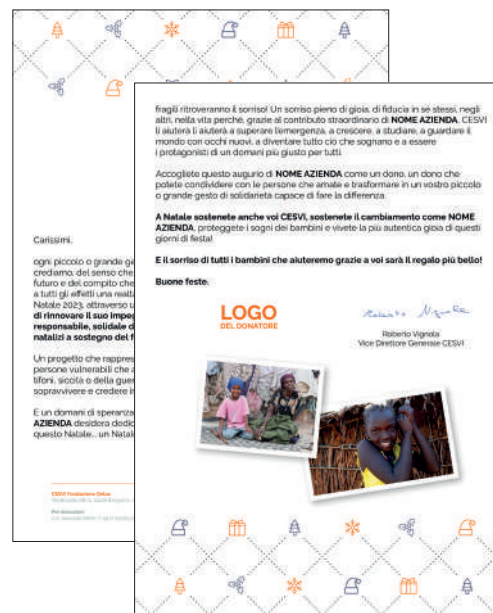 Carissimi,
ogni piccolo o grande ge
crediamo, del senso che
futuro e del compito che
a tutti gli effetti una realt
Natale 2023, attraverso u
di rinnovare il suo impeg
responsabile, solidale d
natalizi a sostegno del f
Un progetto che rappres
persone vulnerabili che a
tifoni, siccità o della guer
sopravvivere e credere i
E un domani di speranza
AZIENDA desidera dedic
questo Natale... un Natal
CESVI Fondazione Onlus
fragili ritroveranno il sorriso! Un sorriso pieno di gioia, di fiducia in sé stessi, negli
altri, nella vita perché, grazie al contributo straordinario di NOME AZIENDA, CESVI
li aiuterà li aiuterà a superare l'emergenza, a crescere, a studiare, a guardare il
mondo con occhi nuovi, a diventare tutto ciò che sognano e a essere
i protagonisti di un domani più giusto per tutti.
Accogliete questo augurio di NOME AZIENDA come un dono, un dono che
potete condividere con le persone che amate e trasformare in un vostro piccolo
o grande gesto di solidarietà capace di fare la differenza.
A Natale sostenete anche voi CESVI, sostenete il cambiamento come NOME
AZIENDA, proteggete i sogni dei bambini e vivete la più autentica gioia di questi
giorni di festa!
E il sorriso di tutti i bambini che aiuteremo grazie a voi sarà il regalo più bello!
Buone feste.
LOGO
DEL DONATORE
Roberto Vignola
Roberto Vignola
Vice Direttore Generale CESVI